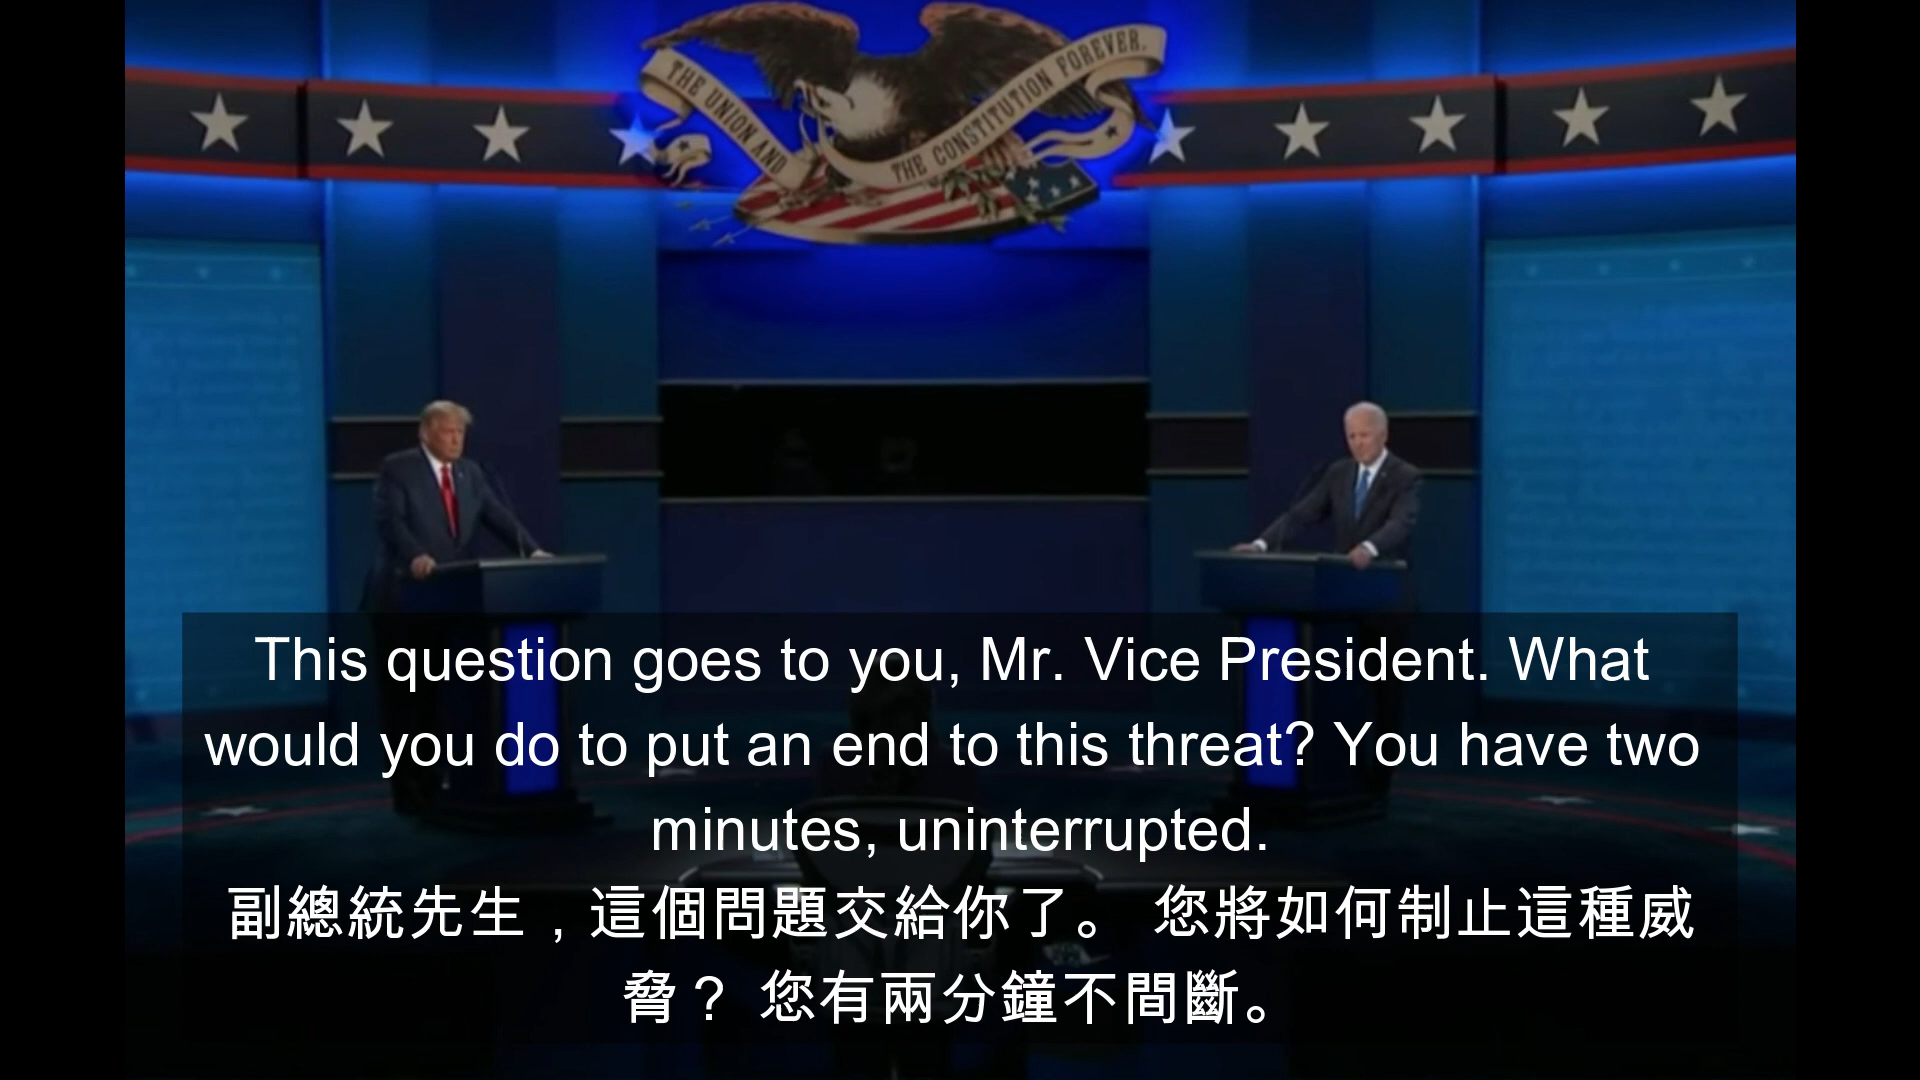 THE UNION AND
THE CONSTITUTION FOREVER.
This question goes to you, Mr. Vice President. What
would you do to put an end to this threat? You have two
minutes, uninterrupted.
副總統先生，這個問題交給你了。 您將如何制止這種威
脅？ 您有兩分鐘不間斷。